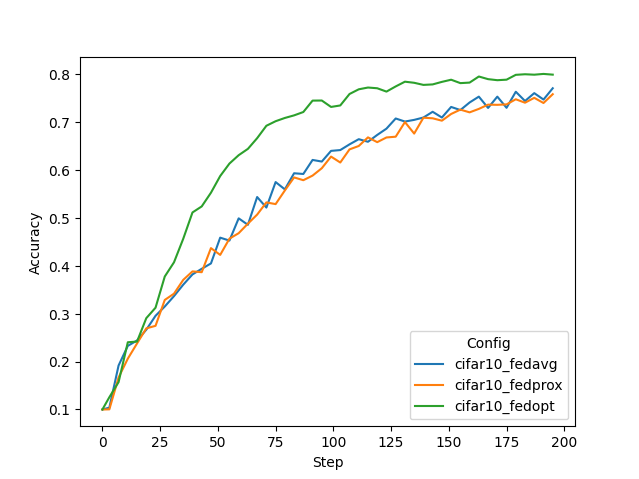 0.8
0.7
0.6
0.5
0.4
0.3
0.2
0.1
Accuracy
Config
cifar10_fedavg
cifar10_fedprox
cifar10_fedopt
0 25 50 75 100 125 150 175 200
Step